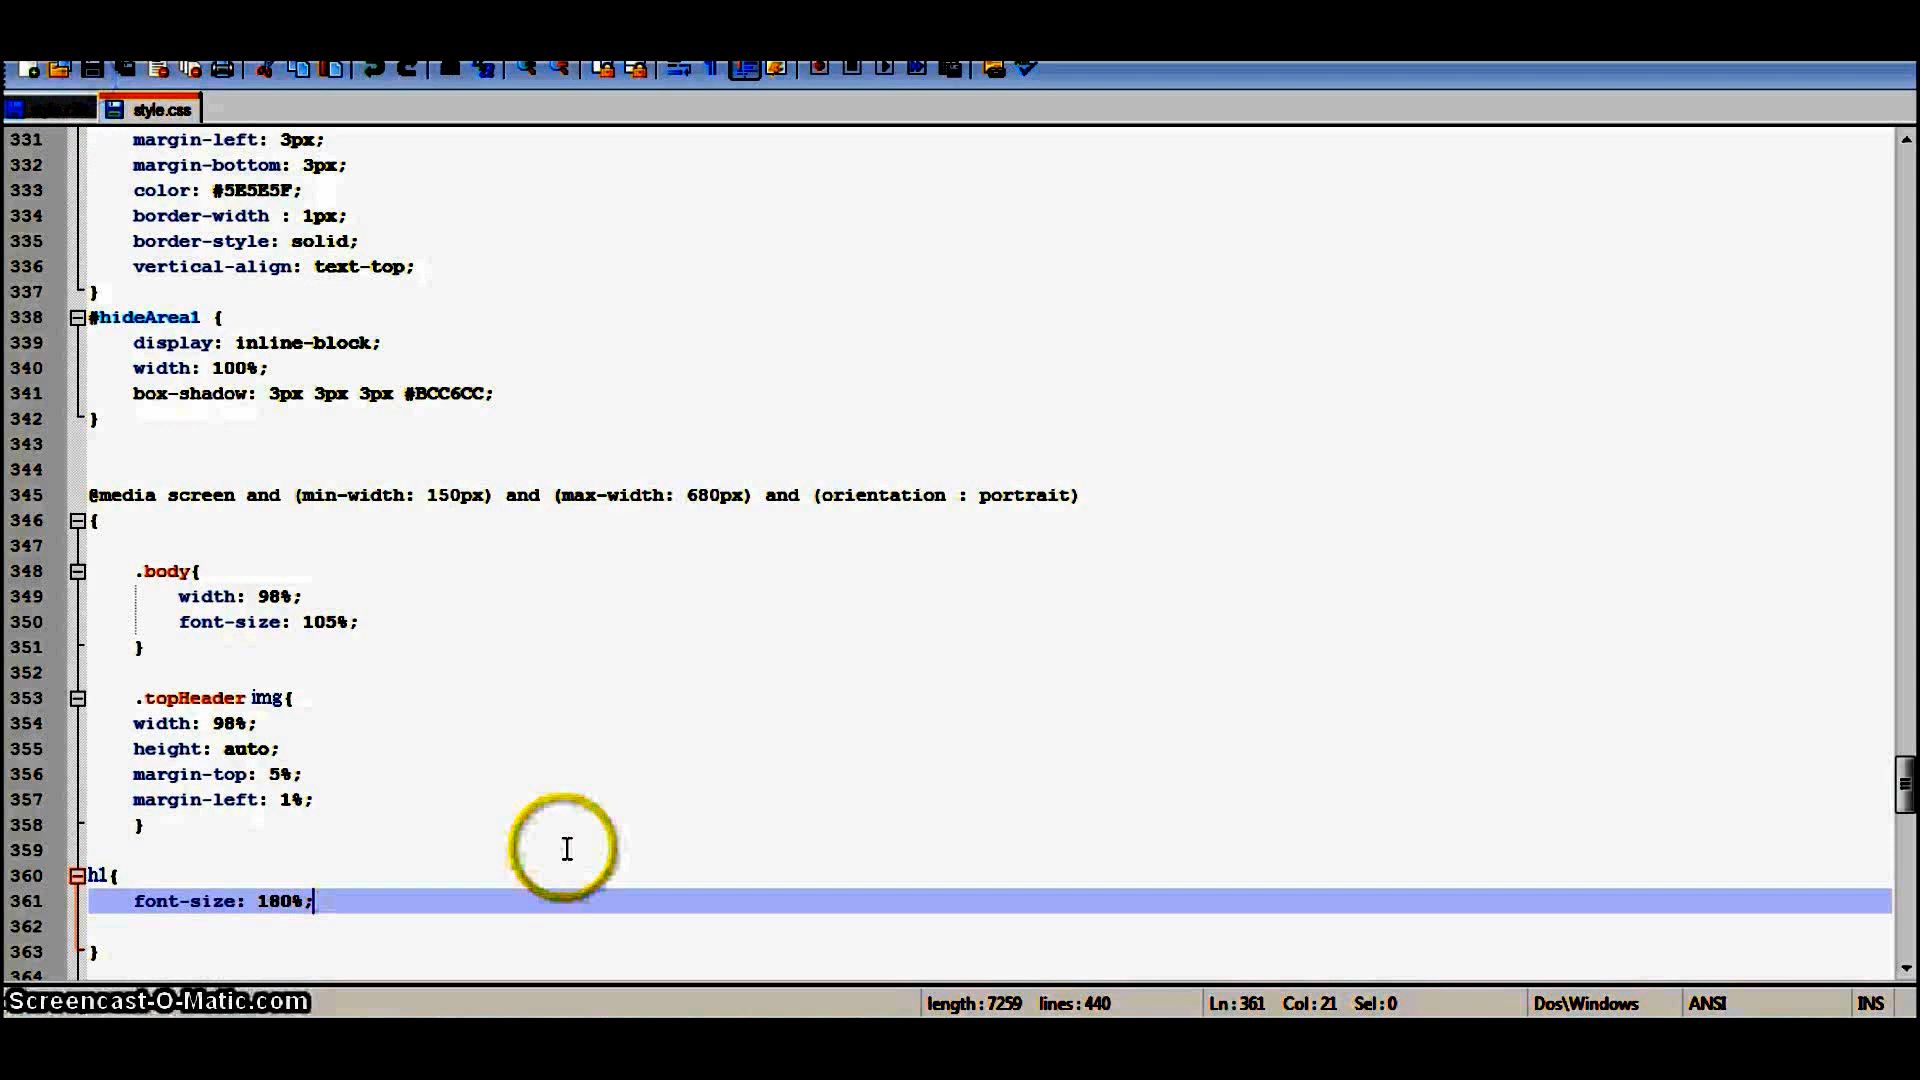 style.css
331 margin-left: 3px;
332 margin-bottom: 3px;
333 color: #5E5E5F;
334 border-width : 1px;
335 border-style: solid;
336 vertical-align: text-top;
337 }
338 #hideArea1 {
339 display: inline-block;
340 width: 100%;
341 box-shadow: 3px 3px 3px #BCC6CC;
342 }
343
344
345 @media screen and (min-width: 150px) and (max-width: 680px) and (orientation : portrait)
346 {
347
348 .body{
349 width: 98%;
350 font-size: 105%;
351 }
352
353 .topHeader img{
354 width: 98%;
355 height: auto;
356 margin-top: 5%;
357 margin-left: 1%;
358 }
359
360 h1{
361 font-size: 180%;
362
363 }
364
Screencast-O-Matic.com length : 7259 lines : 440 Ln : 361 Col : 21 Sel : 0 Dos\Windows ANSI INS